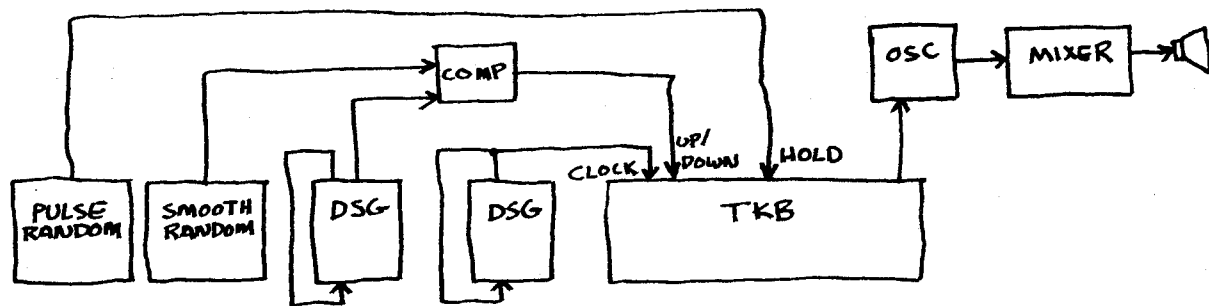 OSC
MIXER
COMP
UP/
DOWN
CLOCK
HOLD
PULSE
RANDOM
SMOOTH
RANDOM
DSG
DSG
TKB